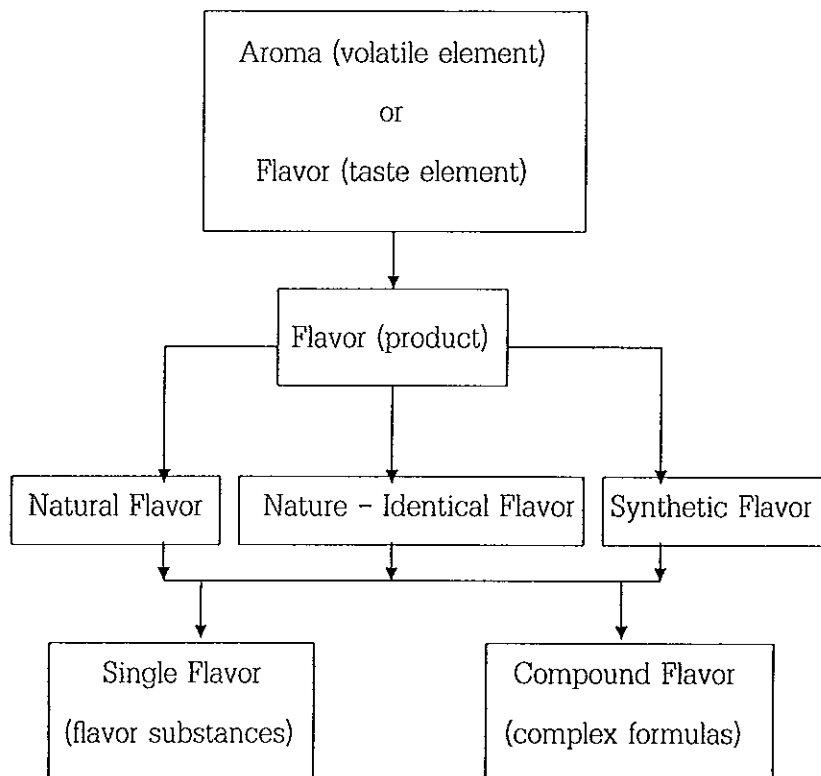 Aroma (volatile element)
or
Flavor (taste element)
Flavor (product)
Natural Flavor
Nature - Identical Flavor
Synthetic Flavor
Single Flavor
(flavor substances)
Compound Flavor
(complex formulas)